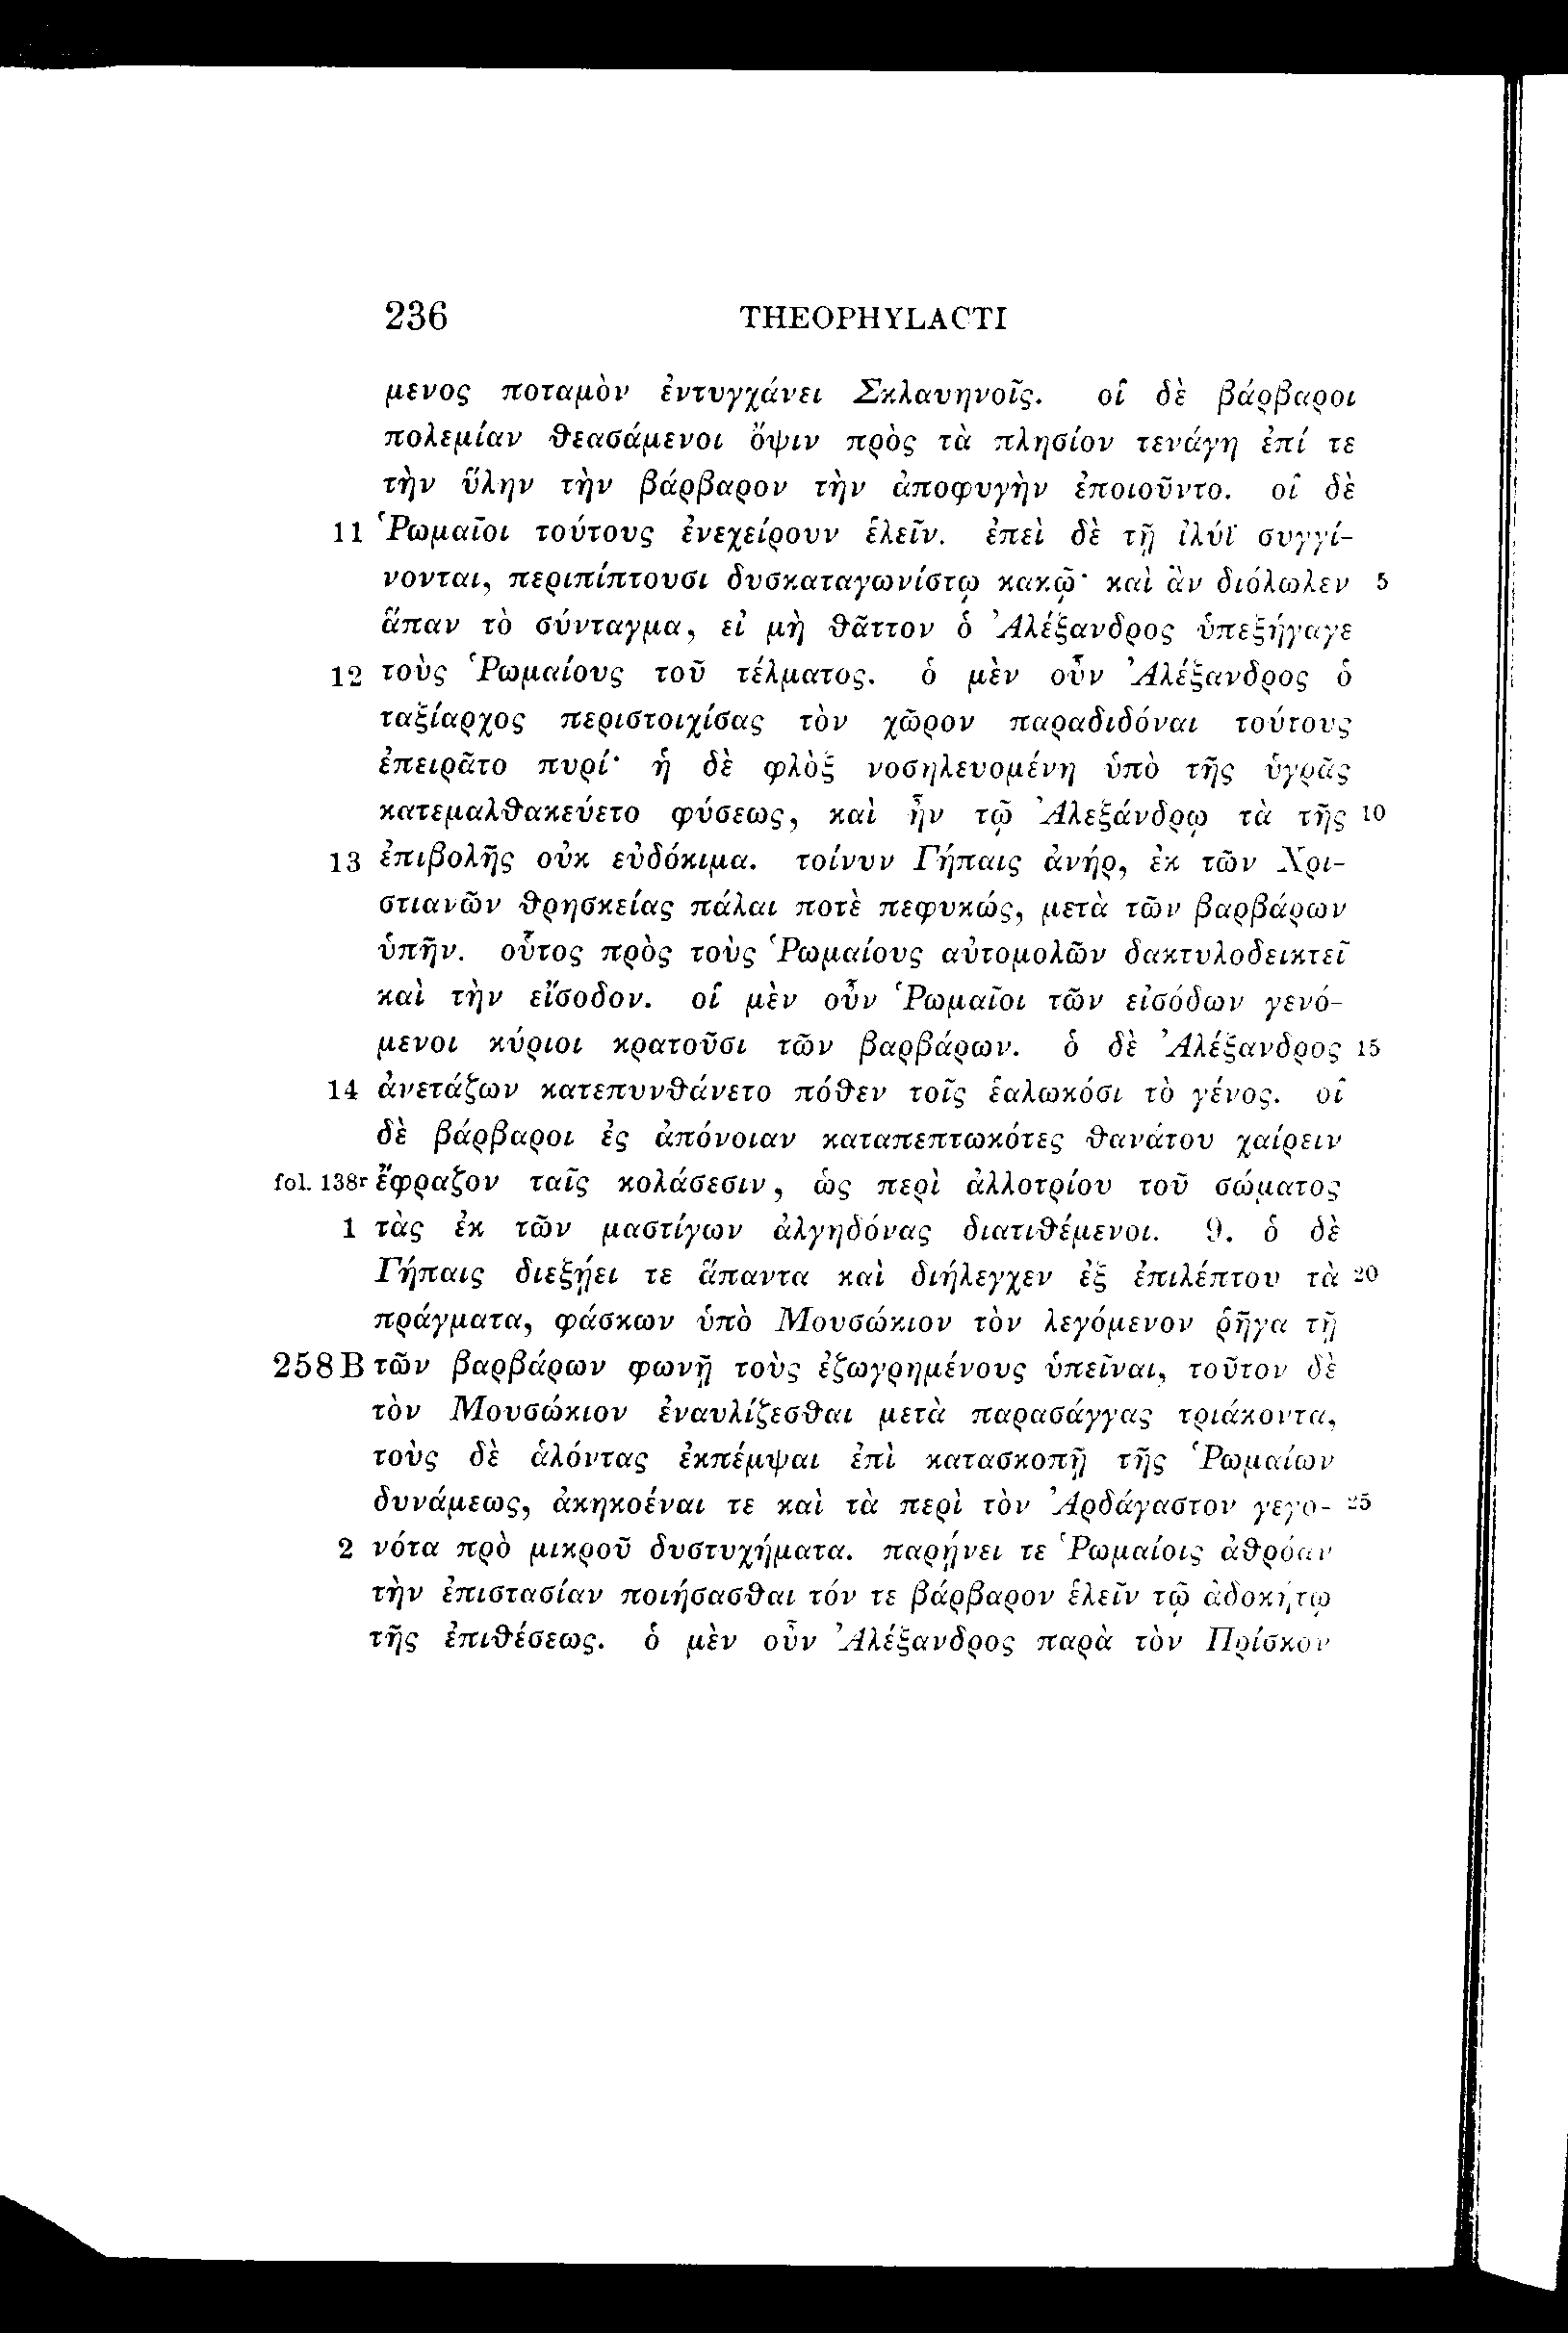 236 THEOPHYLACTI
μενος ποταμὸν ἐντυγχάνει Σκλαυηνοῖς. οἱ δὲ βάρβαροι
πολεμίαν θεασάμενοι ὄψιν πρὸς τὰ πλησίον τενάγη ἐπί τε
τὴν ὕλην τὴν βάρβαρον τὴν ἀποφυγὴν ἐποιοῦντο. οἱ δὲ
11 Ῥωμαῖοι τούτους ἐνεχείρουν ἑλεῖν. ἐπεὶ δὲ τῇ ἰλύϊ συγγί-
νονται, περιπίπτουσι δυσκαταγωνίστῳ κακῷ· καὶ ἂν διόλωλεν 5
ἅπαν τὸ σύνταγμα, εἰ μὴ θᾶττον ὁ Ἀλέξανδρος ὑπεξήγαγε
12 τοὺς Ῥωμαίους τοῦ τέλματος. ὁ μὲν οὖν Ἀλέξανδρος ὁ
ταξίαρχος περιστοιχίσας τὸν χῶρον παραδιδόναι τούτους
ἐπειρᾶτο πυρί· ἡ δὲ φλὸξ νοσηλευομένη ὑπὸ τῆς ὑγρᾶς
κατεμαλθακεύετο φύσεως, καὶ ἦν τῷ Ἀλεξάνδρῳ τὰ τῆς 10
13 ἐπιβολῆς οὐκ εὐδόκιμα. τοίνυν Γήπαις ἀνήρ, ἐκ τῶν Χρι-
στιανῶν θρησκείας πάλαι ποτὲ πεφυκώς, μετὰ τῶν βαρβάρων
ὑπῆν. οὗτος πρὸς τοὺς Ῥωμαίους αὐτομολῶν δακτυλοδεικτεῖ
καὶ τὴν εἴσοδον. οἱ μὲν οὖν Ῥωμαῖοι τῶν εἰσόδων γενό-
μενοι κύριοι κρατοῦσι τῶν βαρβάρων. ὁ δὲ Ἀλέξανδρος 15
14 ἀνετάζων κατεπυνθάνετο πόθεν τοῖς ἑαλωκόσι τὸ γένος. οἱ
δὲ βάρβαροι ἐς ἀπόνοιαν καταπεπτωκότες θανάτου χαίρειν
fol. 138r ἔφραζον ταῖς κολάσεσιν, ὡς περὶ ἀλλοτρίου τοῦ σώματος
1 τὰς ἐκ τῶν μαστίγων ἀλγηδόνας διατιθέμενοι. 9. ὁ δὲ
Γήπαις διεξῄει τε ἅπαντα καὶ διήλεγχεν ἐξ ἐπιλέπτου τὰ 20
πράγματα, φάσκων ὑπὸ Μουσώκιον τὸν λεγόμενον ῥῆγα τῇ
258 B τῶν βαρβάρων φωνῇ τοὺς ἐζωγρημένους ὑπεῖναι, τοῦτον δὲ
τὸν Μουσώκιον ἐναυλίζεσθαι μετὰ παρασάγγας τριάκοντα,
τοὺς δὲ ἁλόντας ἐκπέμψαι ἐπὶ κατασκοπῇ τῆς Ῥωμαίων
δυνάμεως, ἀκηκοέναι τε καὶ τὰ περὶ τὸν Ἀρδάγαστον γεγο- 25
2 νότα πρὸ μικροῦ δυστυχήματα. παρῄνει τε Ῥωμαίοις ἀθρόαν
τὴν ἐπιστασίαν ποιήσασθαι τόν τε βάρβαρον ἑλεῖν τῷ ἀδοκήτῳ
τῆς ἐπιθέσεως. ὁ μὲν οὖν Ἀλέξανδρος παρὰ τὸν Πρίσκον